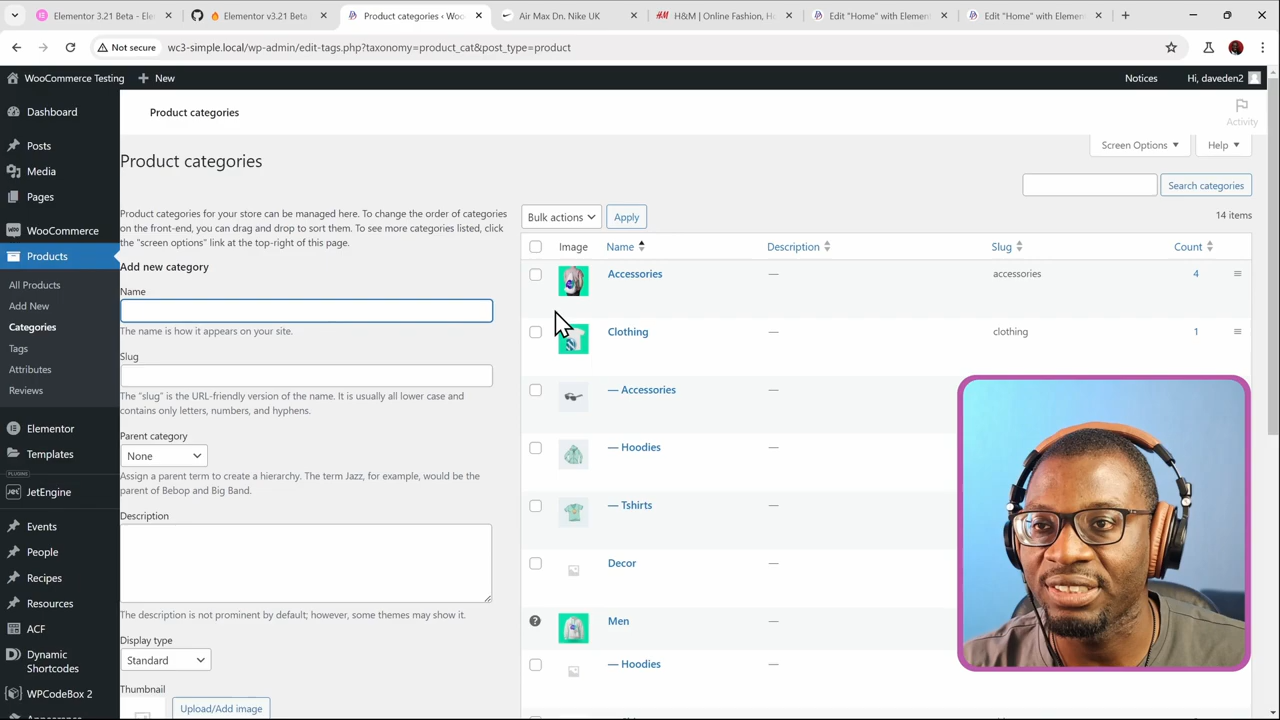 Elementor 3.21 Beta - Ele
Elementor v3.21 Beta
Product categories ‹ Woo
Air Max Dn. Nike UK
H&M | Online Fashion, H
Edit "Home" with Element
Edit "Home" with Element
Not secure
wc3-simple.local/wp-admin/edit-tags.php?taxonomy=product_cat&post_type=product
WooCommerce Testing
New
Notices
Hi, daveden2
Dashboard
Posts
Media
Pages
WooCommerce
Products
All Products
Add New
Categories
Tags
Attributes
Reviews
Elementor
Templates
PLUGINS
JetEngine
Events
People
Recipes
Resources
ACF
Dynamic
Shortcodes
WPCodeBox 2
Product categories
Activity
Screen Options
Help
Product categories
Search categories
Product categories for your store can be managed here. To change the order of categories
on the front-end, you can drag and drop to sort them. To see more categories listed, click
the "screen options" link at the top-right of this page.
Add new category
Name
The name is how it appears on your site.
Slug
The "slug" is the URL-friendly version of the name. It is usually all lower case and
contains only letters, numbers, and hyphens.
Parent category
None
Assign a parent term to create a hierarchy. The term Jazz, for example, would be the
parent of Bebop and Big Band.
Description
The description is not prominent by default; however, some themes may show it.
Display type
Standard
Thumbnail
Upload/Add image
Bulk actions
Apply
14 items
Image Name Description Slug Count
Accessories — accessories 4
Clothing — clothing 1
— Accessories —
— Hoodies —
— Tshirts —
Decor —
Men —
— Hoodies —